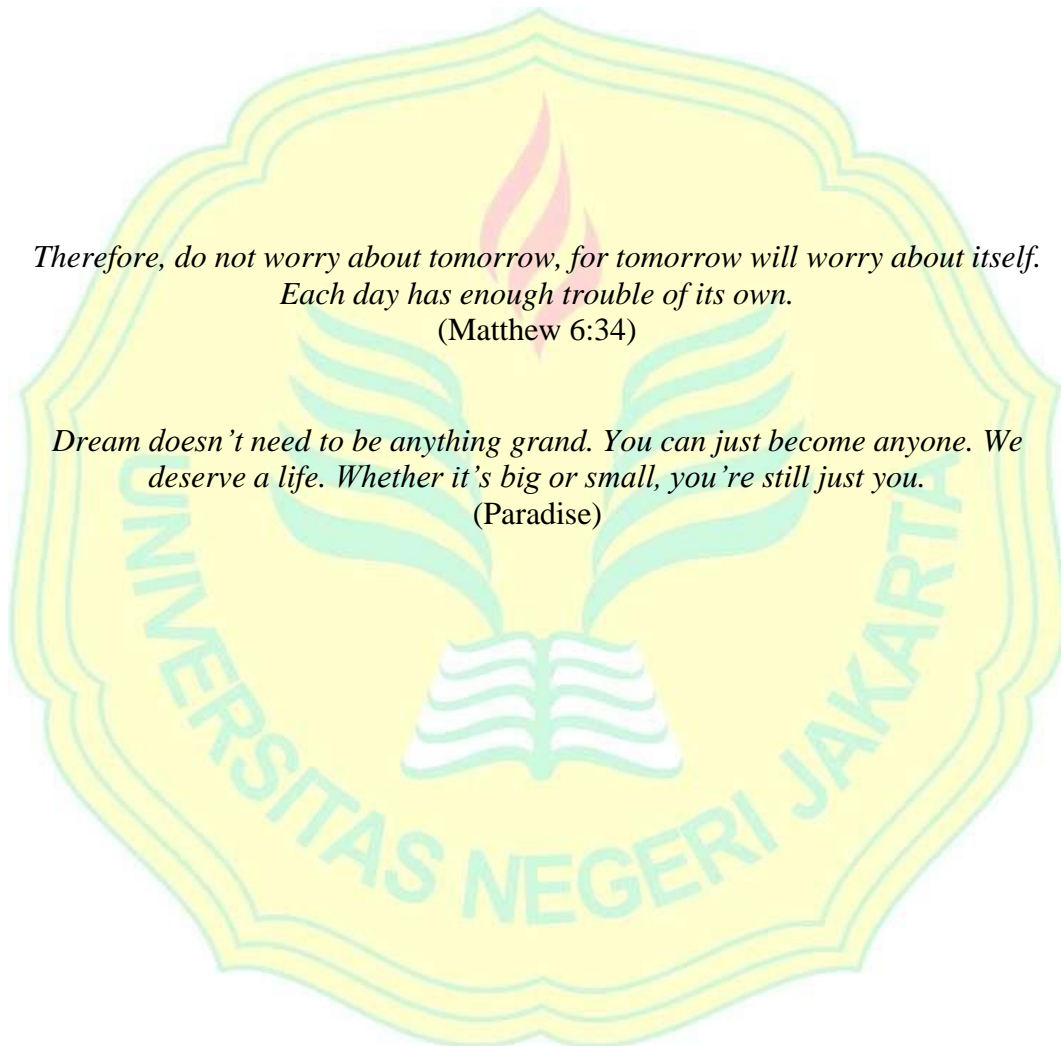 Therefore, do not worry about tomorrow, for tomorrow will worry about itself.
Each day has enough trouble of its own.
(Matthew 6:34)
Dream doesn’t need to be anything grand. You can just become anyone. We
deserve a life. Whether it’s big or small, you’re still just you.
(Paradise)
UNIVERSITAS NEGERI JAKARTA